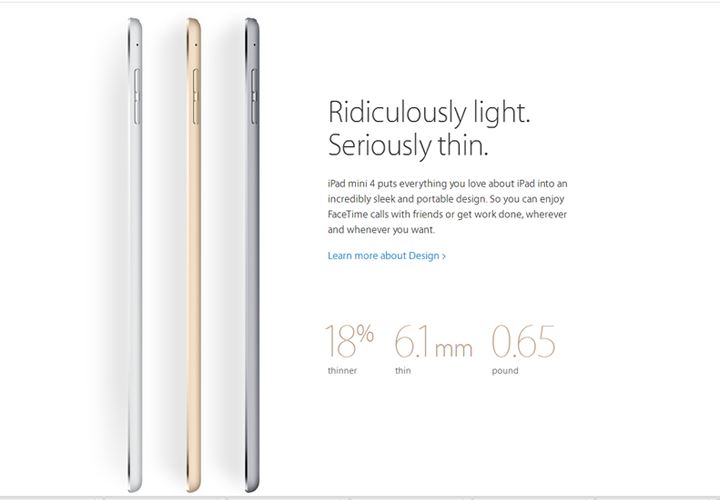 Ridiculously light.
Seriously thin.
iPad mini 4 puts everything you love about iPad into an
incredibly sleek and portable design. So you can enjoy
FaceTime calls with friends or get work done, wherever
and whenever you want.
Learn more about Design ›
18% 6.1 mm 0.65
thinner thin pound